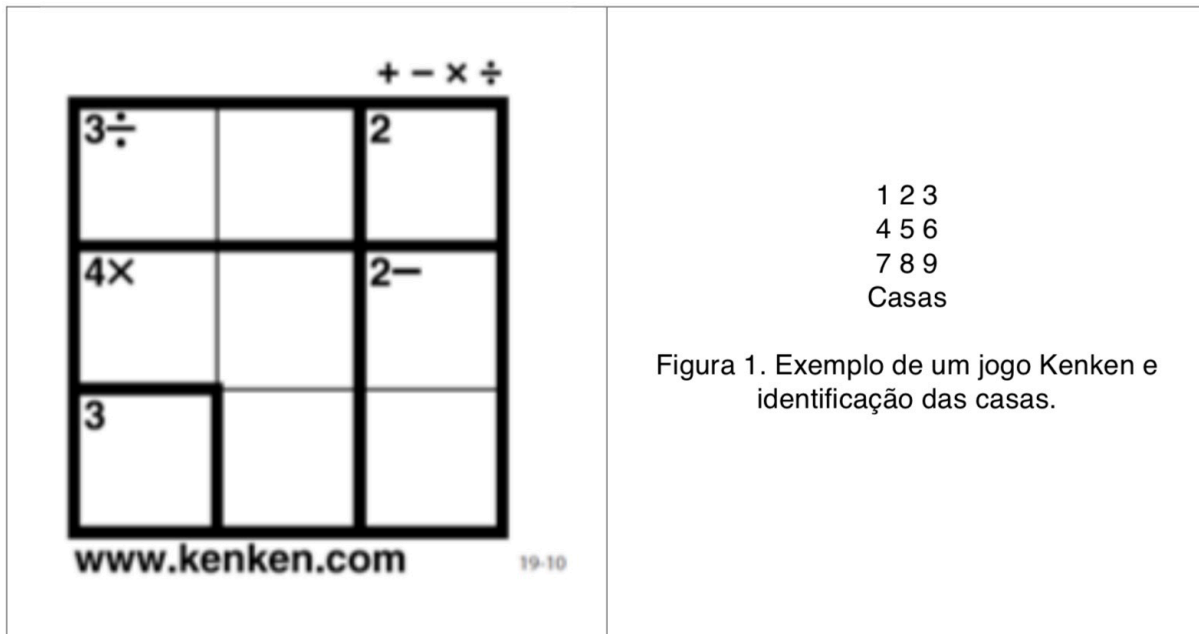 + − × ÷
3÷ 2
4× 2−
3
www.kenken.com 19-10
1 2 3
4 5 6
7 8 9
Casas
Figura 1. Exemplo de um jogo Kenken e
identificação das casas.